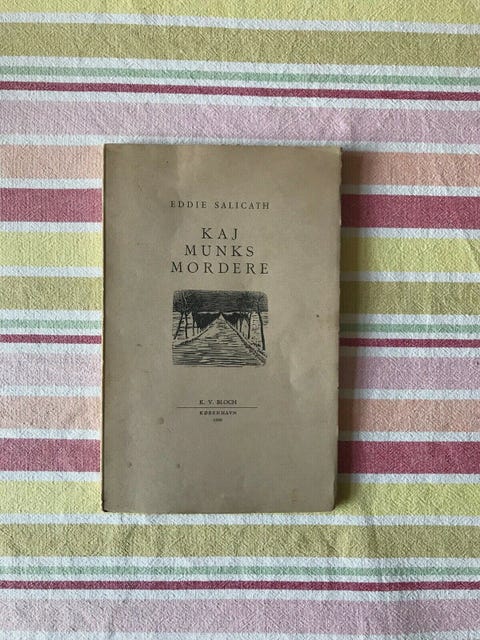 EDDIE SALICATH
KAJ
MUNKS
MORDERE
K. V. BLOCH
KØBENHAVN